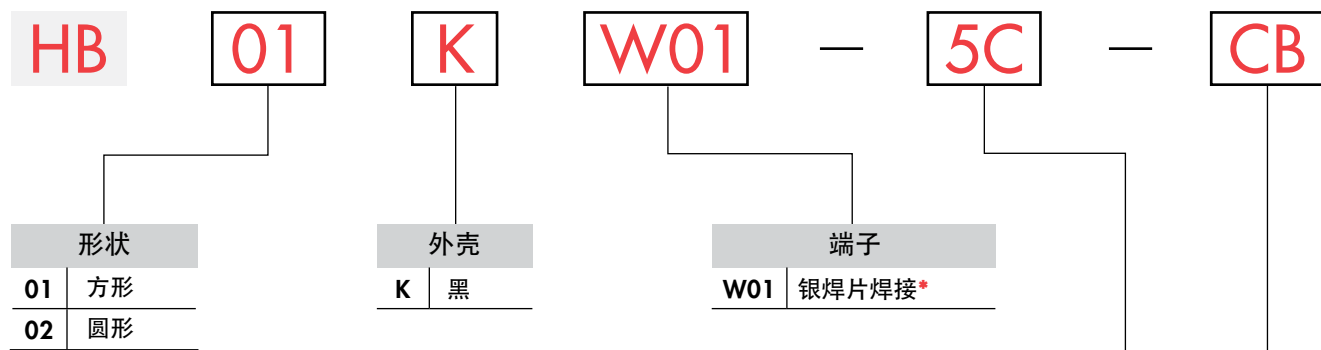 HB 01 K W01 — 5C — CB
形状 外壳 端子
01 方形 K 黑 W01 银焊片焊接*
02 圆形